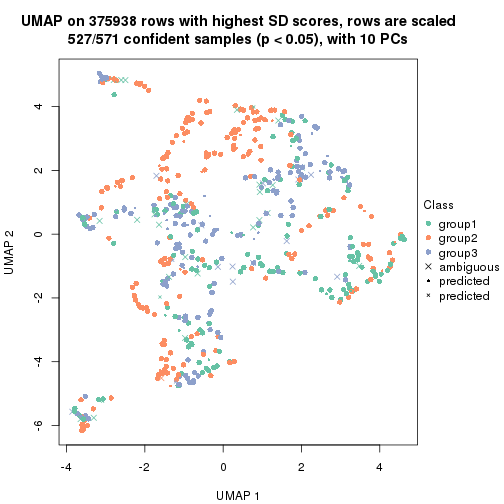 UMAP on 375938 rows with highest SD scores, rows are scaled
527/571 confident samples (p < 0.05), with 10 PCs
4
2
0
-2
-4
-6
UMAP 2
-4
-2
0
2
4
UMAP 1
Class
group1
group2
group3
ambiguous
predicted
predicted